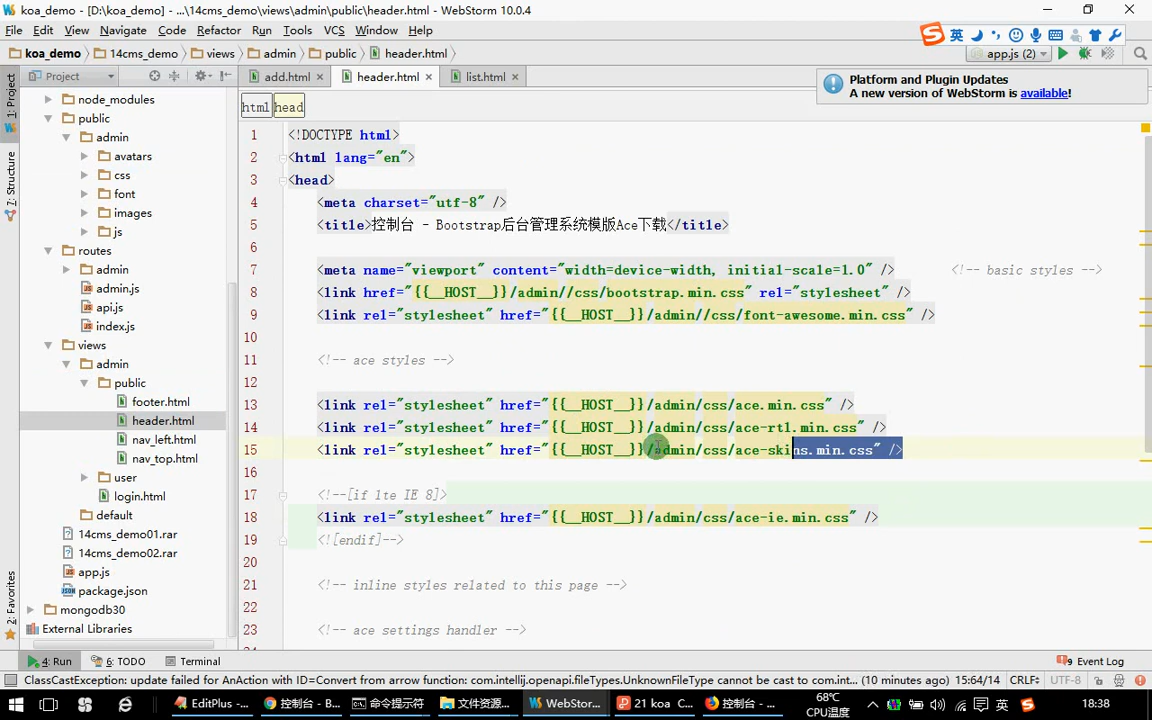 koa_demo - [D:\koa_demo] - ...\14cms_demo\views\admin\public\header.html - WebStorm 10.0.4
File Edit View Navigate Code Refactor Run Tools VCS Window Help
英
koa_demo 14cms_demo views admin public header.html
app.js
Project
add.html header.html list.html
Platform and Plugin Updates
A new version of WebStorm is available!
1: Project
7: Structure
2: Favorites
node_modules
public
admin
avatars
css
font
images
js
routes
admin
admin.js
api.js
index.js
views
admin
public
footer.html
header.html
nav_left.html
nav_top.html
user
login.html
default
14cms_demo01.rar
14cms_demo02.rar
app.js
package.json
mongodb30
External Libraries
html head
1 <!DOCTYPE html>
2 <html lang="en">
3 <head>
4 <meta charset="utf-8" />
5 <title>控制台 - Bootstrap后台管理系统模版Ace下载</title>
6
7 <meta name="viewport" content="width=device-width, initial-scale=1.0" /> <!-- basic styles -->
8 <link href="{{__HOST__}}/admin//css/bootstrap.min.css" rel="stylesheet" />
9 <link rel="stylesheet" href="{{__HOST__}}/admin//css/font-awesome.min.css" />
10
11 <!-- ace styles -->
12
13 <link rel="stylesheet" href="{{__HOST__}}/admin/css/ace.min.css" />
14 <link rel="stylesheet" href="{{__HOST__}}/admin/css/ace-rtl.min.css" />
15 <link rel="stylesheet" href="{{__HOST__}}/admin/css/ace-skins.min.css" />
16
17 <!--[if lte IE 8]>
18 <link rel="stylesheet" href="{{__HOST__}}/admin/css/ace-ie.min.css" />
19 <![endif]-->
20
21 <!-- inline styles related to this page -->
22
23 <!-- ace settings handler -->
4: Run 6: TODO Terminal 9 Event Log
ClassCastException: update failed for AnAction with ID=Convert from arrow function: com.intellij.openapi.fileTypes.UnknownFileType cannot be cast to com.int... (10 minutes ago) 15:64/14 CRLF÷ UTF-8
EditPlus - ... 控制台 - B... 命令提示符 文件资源... WebStor... 21 koa C... 控制台 - ... 68℃
CPU温度
英 18:38